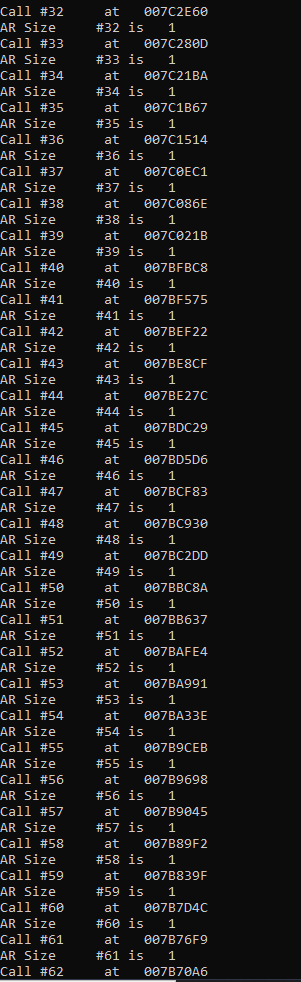 Call #32 at 007C2E60
AR Size #32 is 1
Call #33 at 007C280D
AR Size #33 is 1
Call #34 at 007C21BA
AR Size #34 is 1
Call #35 at 007C1B67
AR Size #35 is 1
Call #36 at 007C1514
AR Size #36 is 1
Call #37 at 007C0EC1
AR Size #37 is 1
Call #38 at 007C086E
AR Size #38 is 1
Call #39 at 007C021B
AR Size #39 is 1
Call #40 at 007BFBC8
AR Size #40 is 1
Call #41 at 007BF575
AR Size #41 is 1
Call #42 at 007BEF22
AR Size #42 is 1
Call #43 at 007BE8CF
AR Size #43 is 1
Call #44 at 007BE27C
AR Size #44 is 1
Call #45 at 007BDC29
AR Size #45 is 1
Call #46 at 007BD5D6
AR Size #46 is 1
Call #47 at 007BCF83
AR Size #47 is 1
Call #48 at 007BC930
AR Size #48 is 1
Call #49 at 007BC2DD
AR Size #49 is 1
Call #50 at 007BBC8A
AR Size #50 is 1
Call #51 at 007BB637
AR Size #51 is 1
Call #52 at 007BAFE4
AR Size #52 is 1
Call #53 at 007BA991
AR Size #53 is 1
Call #54 at 007BA33E
AR Size #54 is 1
Call #55 at 007B9CEB
AR Size #55 is 1
Call #56 at 007B9698
AR Size #56 is 1
Call #57 at 007B9045
AR Size #57 is 1
Call #58 at 007B89F2
AR Size #58 is 1
Call #59 at 007B839F
AR Size #59 is 1
Call #60 at 007B7D4C
AR Size #60 is 1
Call #61 at 007B76F9
AR Size #61 is 1
Call #62 at 007B70A6